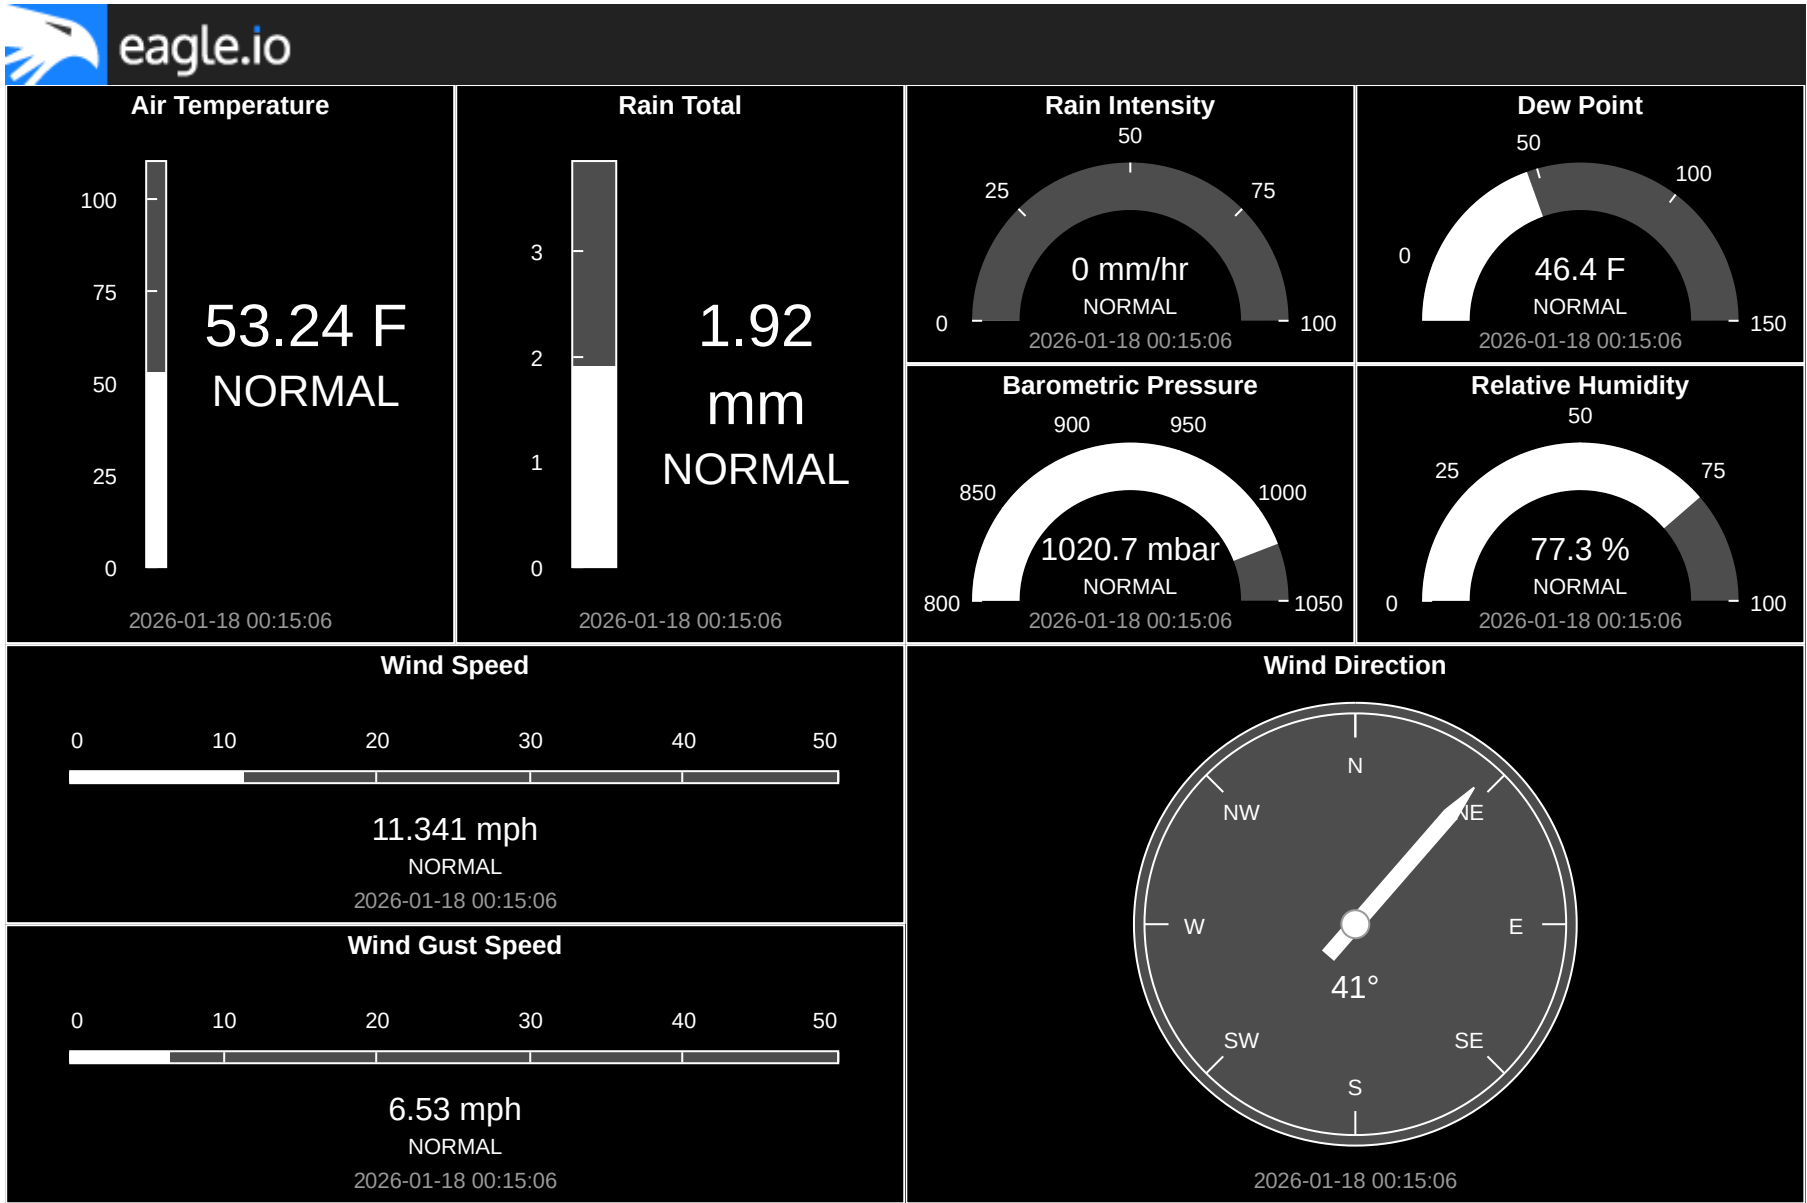 eagle.io
Air Temperature
100
75
50
25
0
53.24 F
NORMAL
2026-01-18 00:15:06
Rain Total
3
2
1
0
1.92
mm
NORMAL
2026-01-18 00:15:06
Rain Intensity
50
25
75
0
100
0 mm/hr
NORMAL
2026-01-18 00:15:06
Dew Point
50
100
0
150
46.4 F
NORMAL
2026-01-18 00:15:06
Barometric Pressure
900
950
850
1000
800
1050
1020.7 mbar
NORMAL
2026-01-18 00:15:06
Relative Humidity
50
25
75
0
100
77.3 %
NORMAL
2026-01-18 00:15:06
Wind Speed
0 10 20 30 40 50
11.341 mph
NORMAL
2026-01-18 00:15:06
Wind Gust Speed
0 10 20 30 40 50
6.53 mph
NORMAL
2026-01-18 00:15:06
Wind Direction
N
NW
NE
W
E
41°
SW
SE
S
2026-01-18 00:15:06